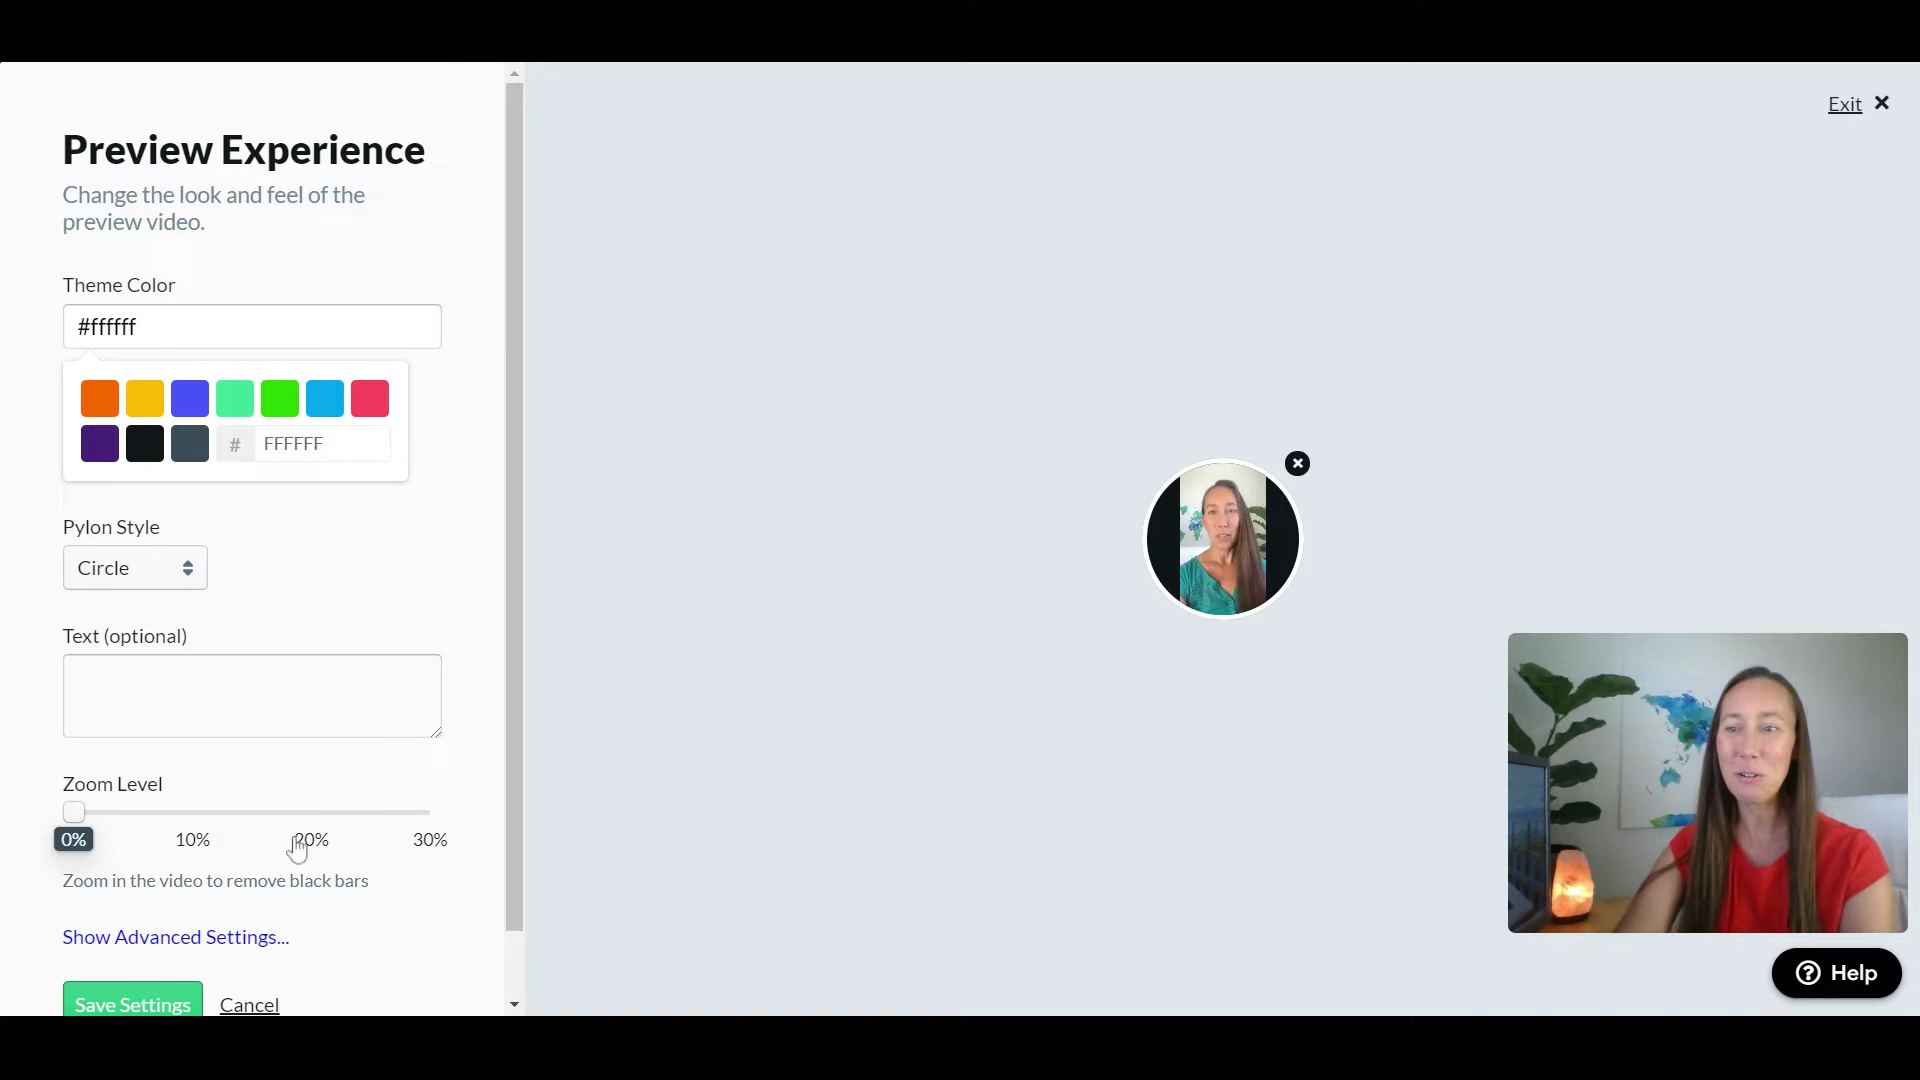 Exit
Preview Experience
Change the look and feel of the
preview video.
Theme Color
#ffffff
# FFFFFF
Pylon Style
Circle
Text (optional)
Zoom Level
0% 10% 20% 30%
Zoom in the video to remove black bars
Show Advanced Settings...
Save Settings Cancel
Help